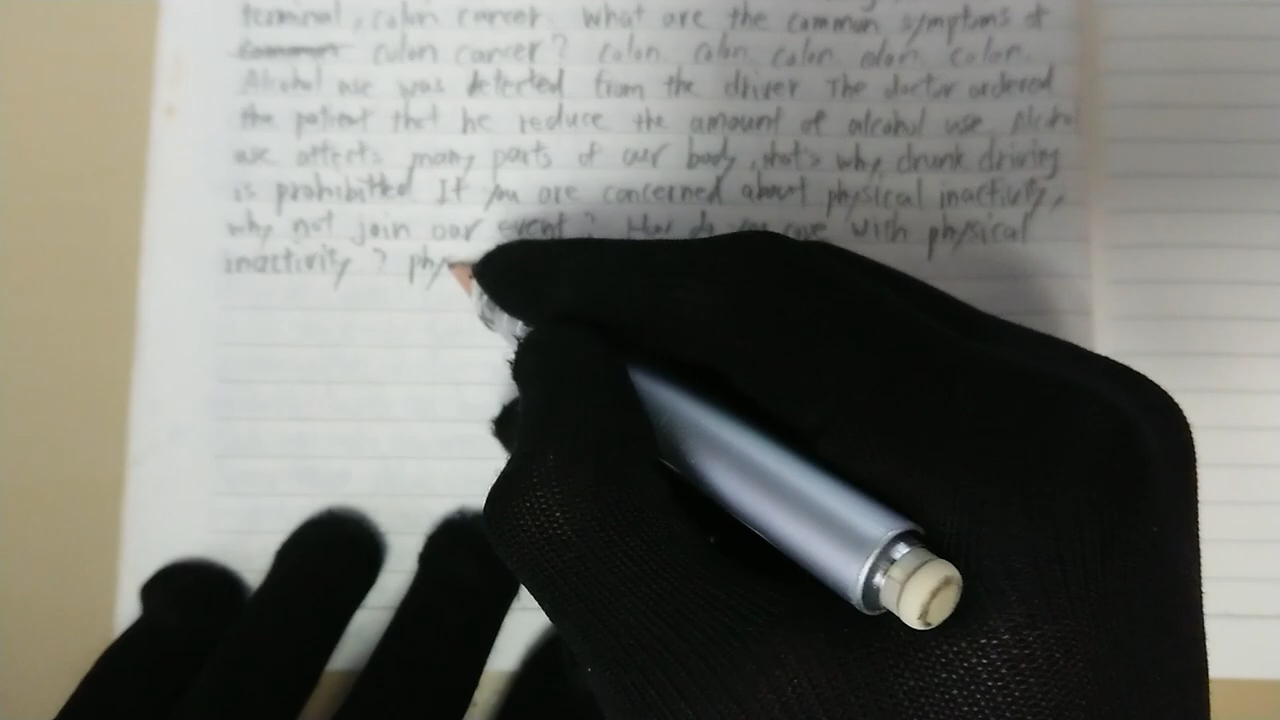 terminal, colon cancer. What are the common symptoms of
common colon cancer? colon. colon. colon. colon. colon.
Alcohol use was detected from the driver The doctor ordered
the patient that he reduce the amount of alcohol use. Alcohol
use affects many parts of our body, that's why drunk driving
is prohibitted If you are concerned about physical inactivity,
why not join our event? How do you cope with physical
inactivity? phy